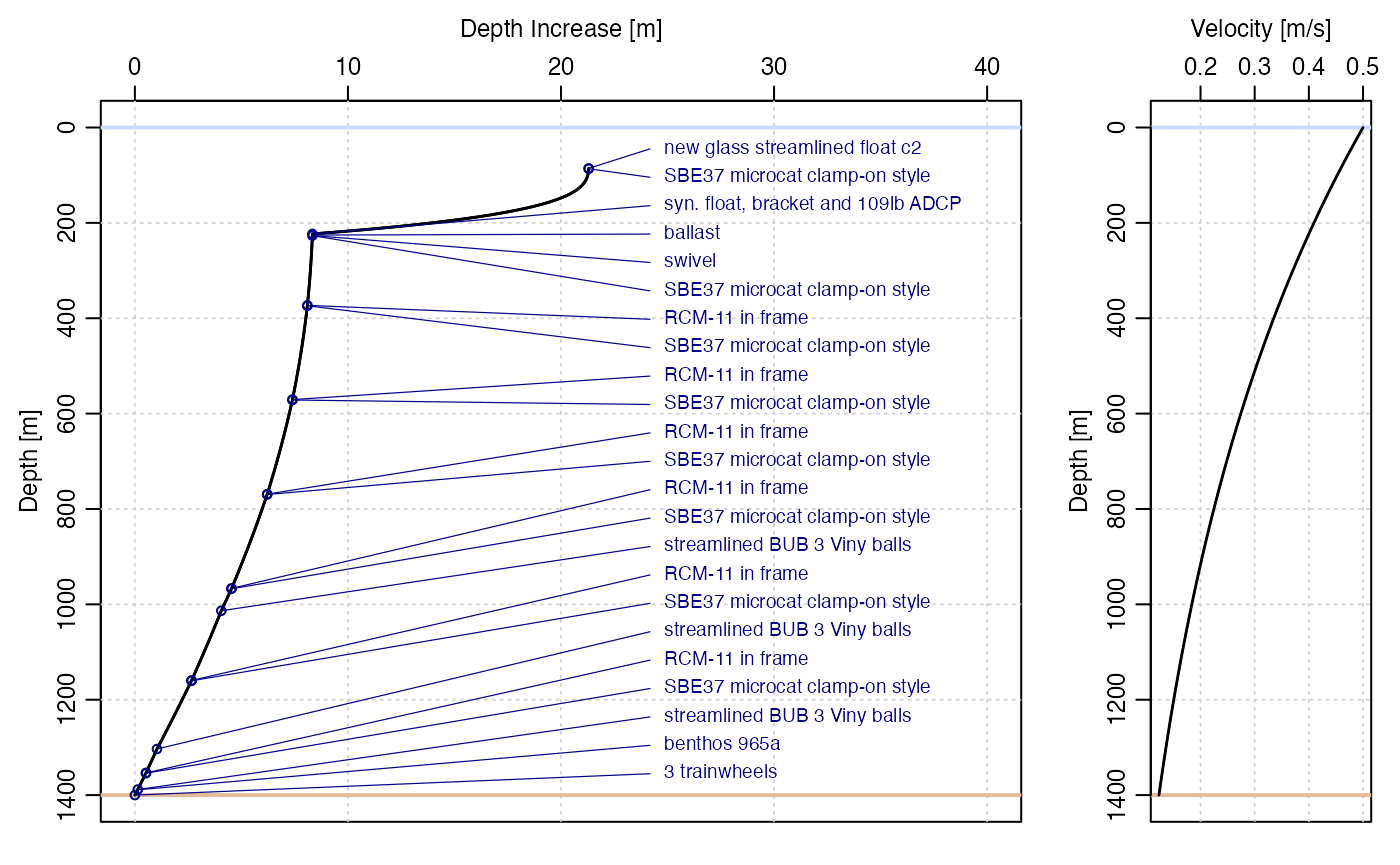 Depth Increase [m]
0 10 20 30 40
Depth [m]
0
200
400
600
800
1000
1200
1400
new glass streamlined float c2
SBE37 microcat clamp-on style
syn. float, bracket and 109lb ADCP
ballast
swivel
SBE37 microcat clamp-on style
RCM-11 in frame
SBE37 microcat clamp-on style
RCM-11 in frame
SBE37 microcat clamp-on style
RCM-11 in frame
SBE37 microcat clamp-on style
RCM-11 in frame
SBE37 microcat clamp-on style
streamlined BUB 3 Viny balls
RCM-11 in frame
SBE37 microcat clamp-on style
streamlined BUB 3 Viny balls
RCM-11 in frame
SBE37 microcat clamp-on style
streamlined BUB 3 Viny balls
benthos 965a
3 trainwheels
Velocity [m/s]
0.2 0.3 0.4 0.5
Depth [m]
0
200
400
600
800
1000
1200
1400